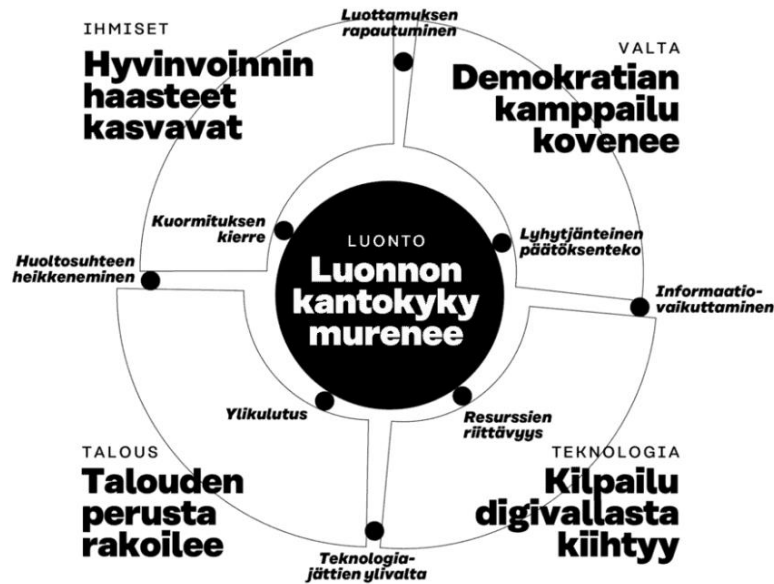 Luottamuksen
rapautuminen
IHMISET
Hyvinvoinnin
haasteet
kasvavat
VALTA
Demokratian
kamppailu
kovenee
Kuormituksen
kierre
Lyhytjänteinen
päätöksenteko
LUONTO
Luonnon
kantokyky
murenee
Huoltosuhteen
heikkeneminen
Informaatio-
vaikuttaminen
Ylikulutus
Resurssien
riittävyys
TALOUS
Talouden
perusta
rakoilee
TEKNOLOGIA
Kilpailu
digivallasta
kiihtyy
Teknologia-
jättien ylivalta